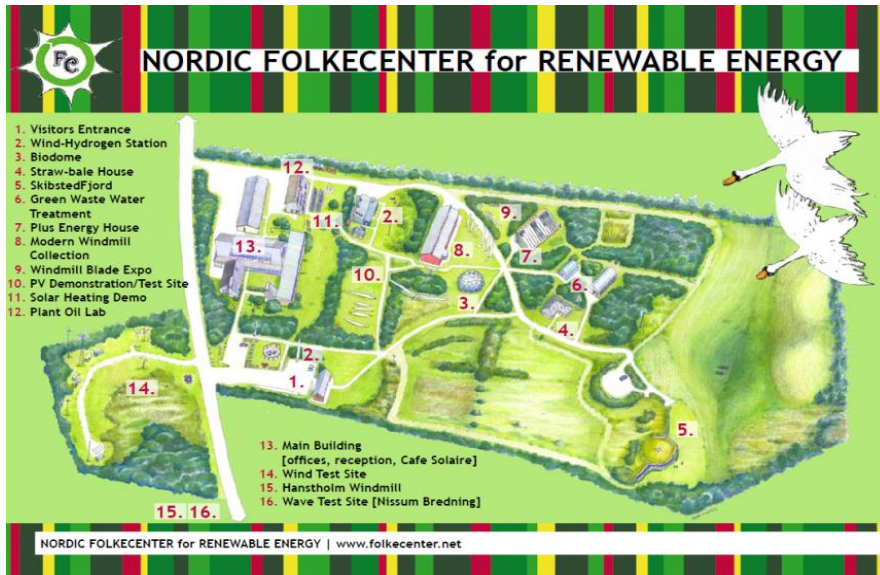 FC
NORDIC FOLKECENTER for RENEWABLE ENERGY
1. Visitors Entrance
2. Wind-Hydrogen Station
3. Biodome
4. Straw-bale House
5. SkibstedFjord
6. Green Waste Water
Treatment
7. Plus Energy House
8. Modern Windmill
Collection
9. Windmill Blade Expo
10. PV Demonstration/Test Site
11. Solar Heating Demo
12. Plant Oil Lab
12.
11.
2.
9.
13.
8.
7.
10.
6.
3.
4.
2.
1.
14.
5.
13. Main Building
[offices, reception, Cafe Solaire]
14. Wind Test Site
15. Hanstholm Windmill
16. Wave Test Site [Nissum Bredning]
15. 16.
NORDIC FOLKECENTER for RENEWABLE ENERGY | www.folkecenter.net